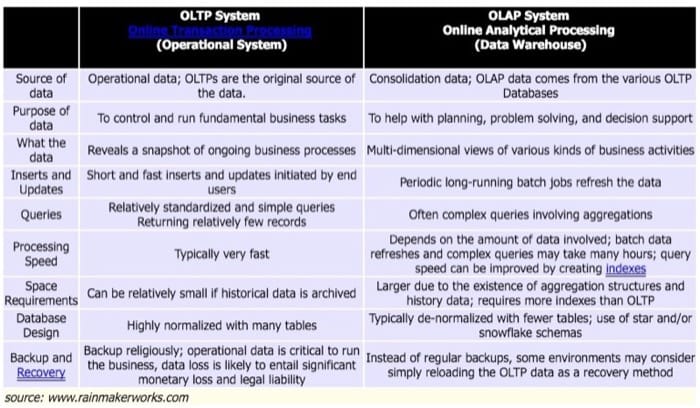 OLTP System
Online Transaction Processing
(Operational System)
OLAP System
Online Analytical Processing
(Data Warehouse)
Source of
data
Operational data; OLTPs are the original source of
the data.
Consolidation data; OLAP data comes from the various OLTP
Databases
Purpose of
data
To control and run fundamental business tasks
To help with planning, problem solving, and decision support
What the
data
Reveals a snapshot of ongoing business processes
Multi-dimensional views of various kinds of business activities
Inserts and
Updates
Short and fast inserts and updates initiated by end
users
Periodic long-running batch jobs refresh the data
Queries
Relatively standardized and simple queries
Returning relatively few records
Often complex queries involving aggregations
Processing
Speed
Typically very fast
Depends on the amount of data involved; batch data
refreshes and complex queries may take many hours; query
speed can be improved by creating indexes
Space
Requirements
Can be relatively small if historical data is archived
Larger due to the existence of aggregation structures and
history data; requires more indexes than OLTP
Database
Design
Highly normalized with many tables
Typically de-normalized with fewer tables; use of star and/or
snowflake schemas
Backup and
Recovery
Backup religiously; operational data is critical to run
the business, data loss is likely to entail significant
monetary loss and legal liability
Instead of regular backups, some environments may consider
simply reloading the OLTP data as a recovery method
source: www.rainmakerworks.com